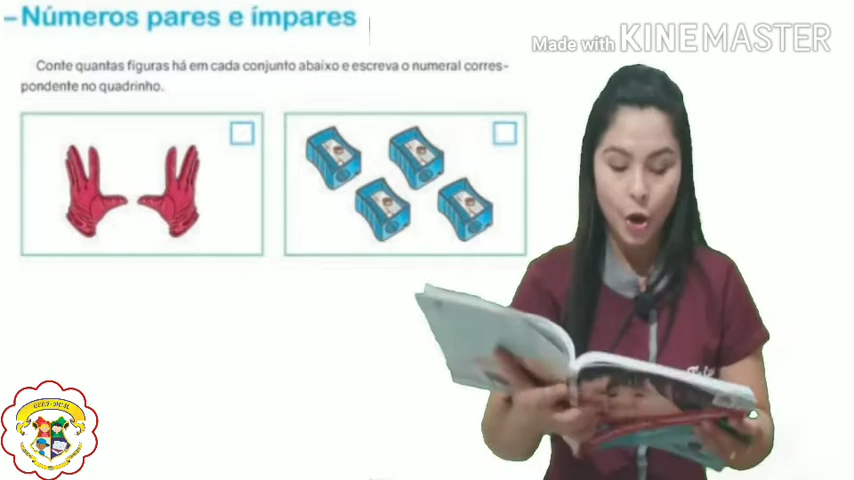 –Números pares e ímpares
Made with KINEMASTER
Conte quantas figuras há em cada conjunto abaixo e escreva o numeral corres-
pondente no quadrinho.